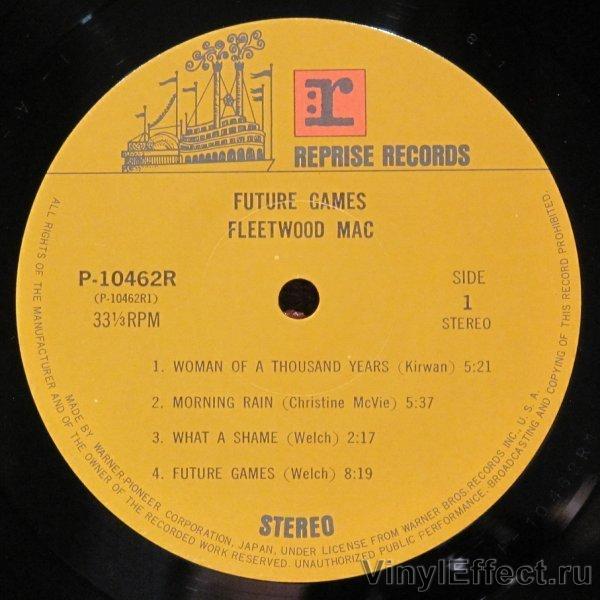 r
REPRISE RECORDS
FUTURE GAMES
FLEETWOOD MAC
P-10462R
(P-10462R1)
33⅓RPM
SIDE
1
STEREO
1. WOMAN OF A THOUSAND YEARS (Kirwan) 5:21
2. MORNING RAIN (Christine McVie) 5:37
3. WHAT A SHAME (Welch) 2:17
4. FUTURE GAMES (Welch) 8:19
STEREO
ALL RIGHTS OF THE MANUFACTURER AND OF THE OWNER OF THE RECORDED WORK RESERVED. UNAUTHORIZED PUBLIC PERFORMANCE, BROADCASTING AND COPYING OF THIS RECORD PROHIBITED.
MADE BY WARNER-PIONEER CORPORATION, JAPAN, UNDER LICENSE FROM WARNER BROS. RECORDS INC., U.S.A.
VinylEffect.ru